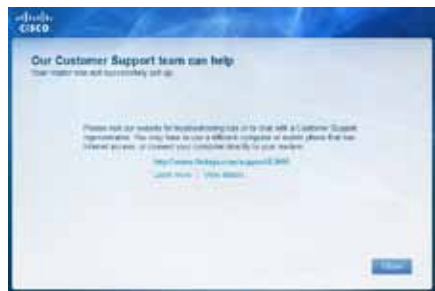 CISCO
Our Customer Support team can help
Your router was not successfully set up.
Please visit our website for troubleshooting tips or to chat with a Customer Support
representative. You may have to use a different computer or mobile phone that has
Internet access, or connect your computer directly to your modem.
Learn more | View details